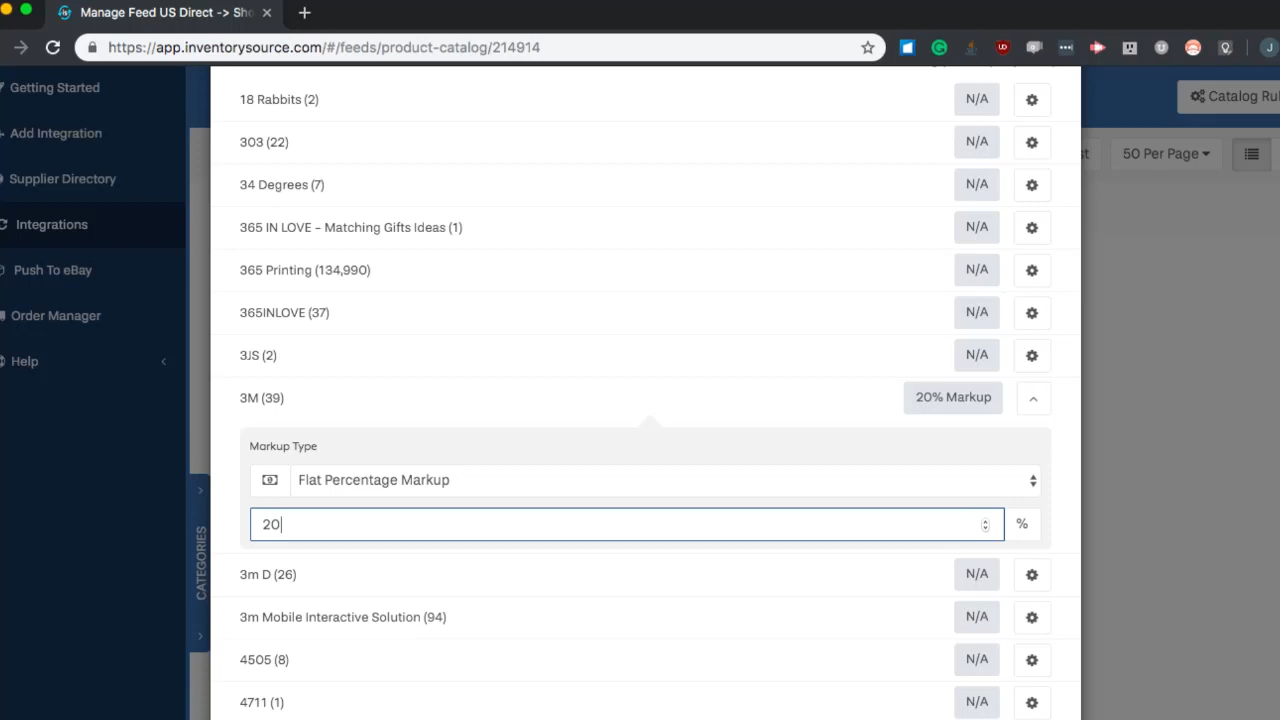 Manage Feed US Direct -> Sho
https://app.inventorysource.com/#/feeds/product-catalog/214914
Getting Started
Add Integration
Supplier Directory
Integrations
Push To eBay
Order Manager
Help
CATEGORIES
Catalog Rul
50 Per Page
18 Rabbits (2) N/A
303 (22) N/A
34 Degrees (7) N/A
365 IN LOVE - Matching Gifts Ideas (1) N/A
365 Printing (134,990) N/A
365INLOVE (37) N/A
3JS (2) N/A
3M (39) 20% Markup
Markup Type
Flat Percentage Markup
20 %
3m D (26) N/A
3m Mobile Interactive Solution (94) N/A
4505 (8) N/A
4711 (1) N/A